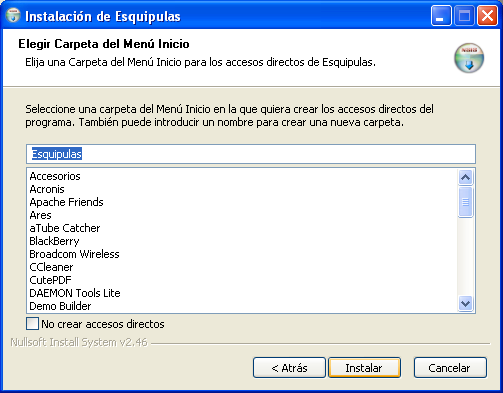 Instalación de Esquipulas
Elegir Carpeta del Menú Inicio
Elija una Carpeta del Menú Inicio para los accesos directos de Esquipulas.
Seleccione una carpeta del Menú Inicio en la que quiera crear los accesos directos del
programa. También puede introducir un nombre para crear una nueva carpeta.
Esquipulas
Accesorios
Acronis
Apache Friends
Ares
aTube Catcher
BlackBerry
Broadcom Wireless
CCleaner
CutePDF
DAEMON Tools Lite
Demo Builder
No crear accesos directos
Nullsoft Install System v2.46
< Atrás
Instalar
Cancelar